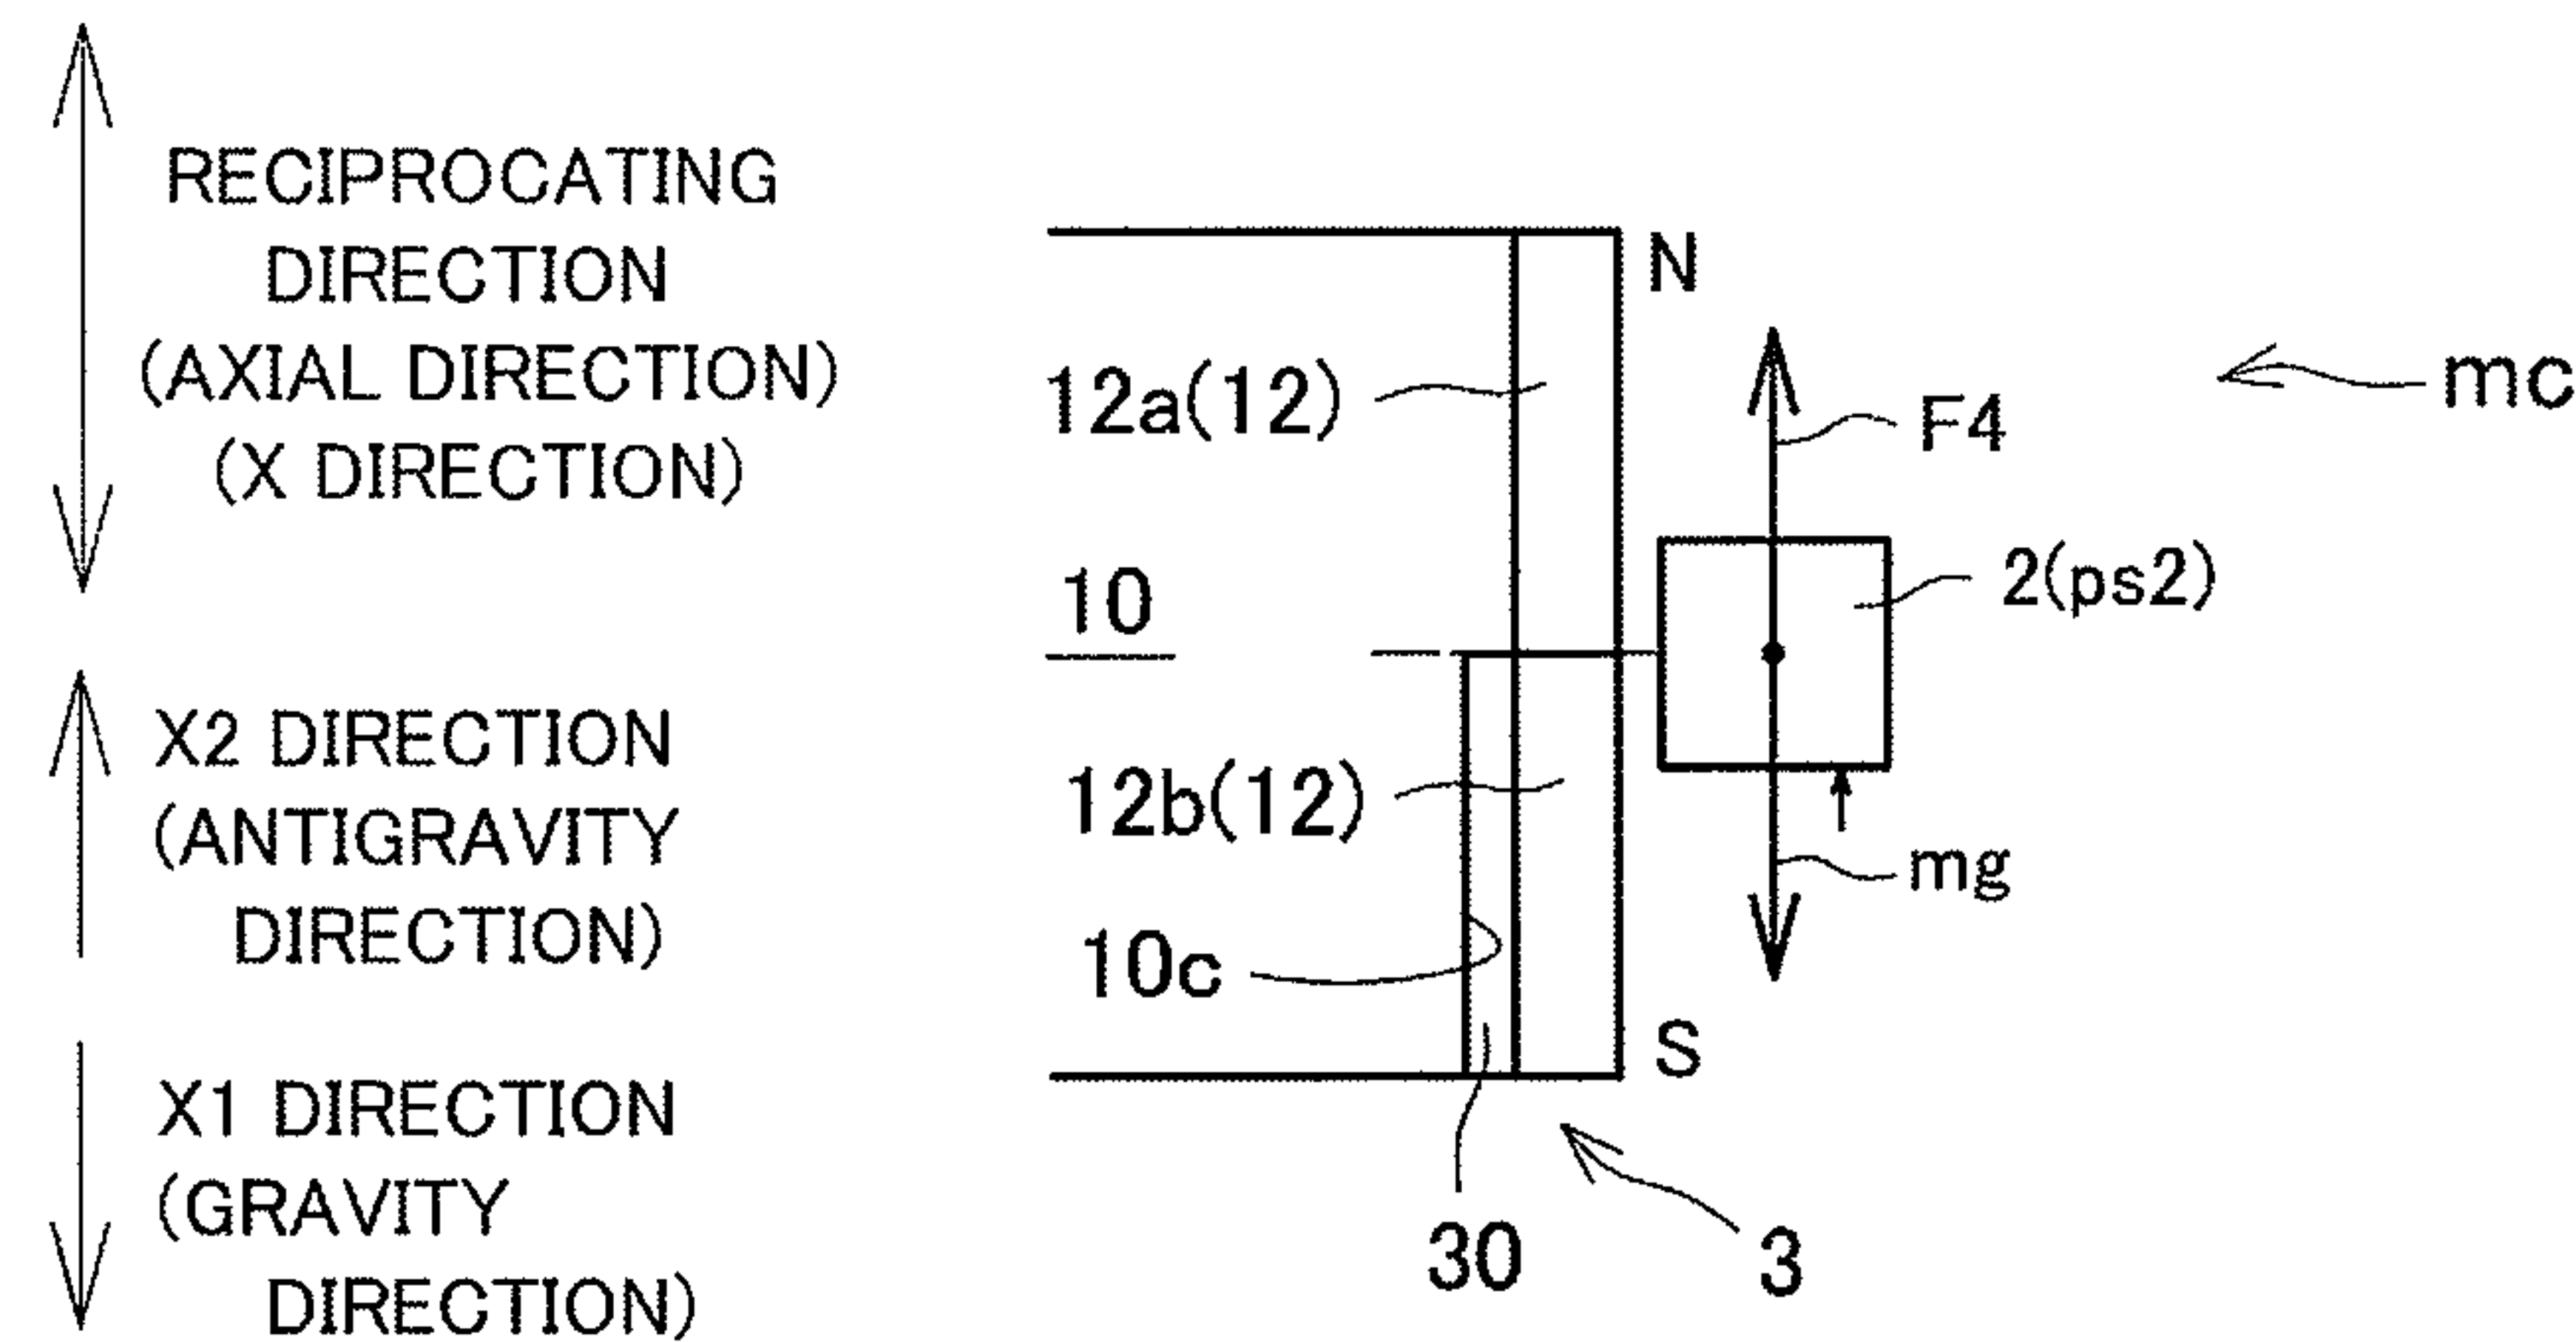 RECIPROCATING
DIRECTION
(AXIAL DIRECTION)
(X DIRECTION)
X2 DIRECTION
(ANTIGRAVITY
DIRECTION)
X1 DIRECTION
(GRAVITY
DIRECTION)
N
12a(12)
mc
F4
10
2(ps2)
12b(12)
mg
10c
S
30
3